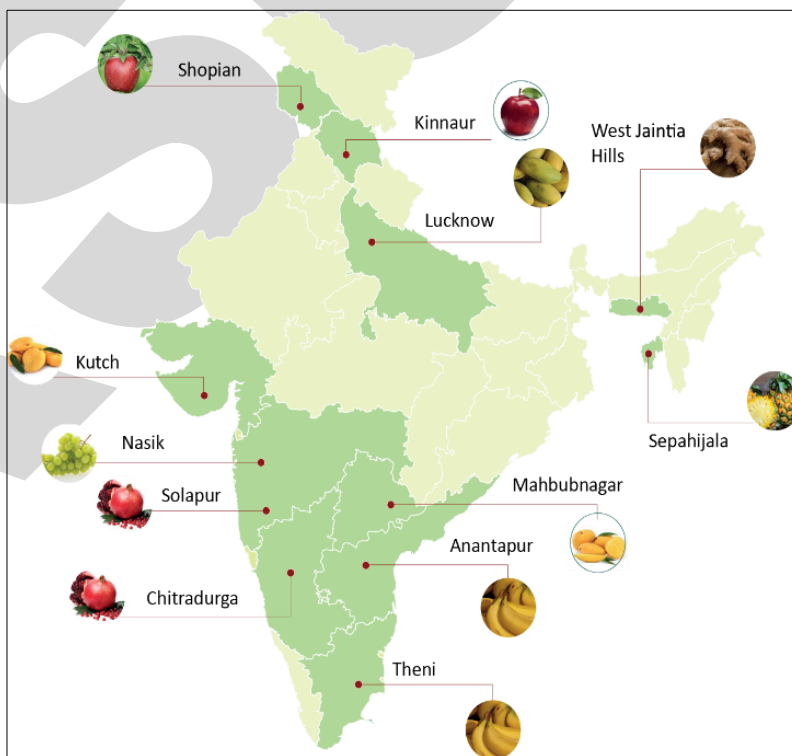 Shopian
Kinnaur
West Jaintia
Hills
Lucknow
Kutch
Nasik
Solapur
Chitradurga
Sepahijala
Mahbubnagar
Anantapur
Theni